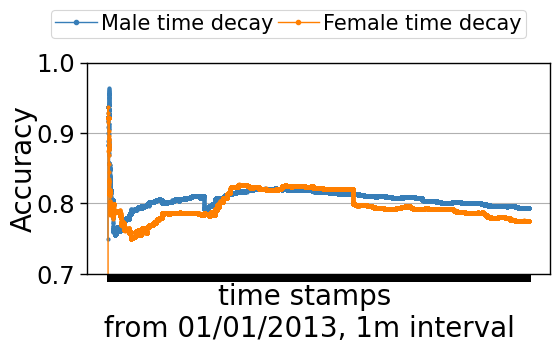 Male time decay Female time decay
1.0
0.9
0.8
0.7
Accuracy
time stamps
from 01/01/2013, 1m interval